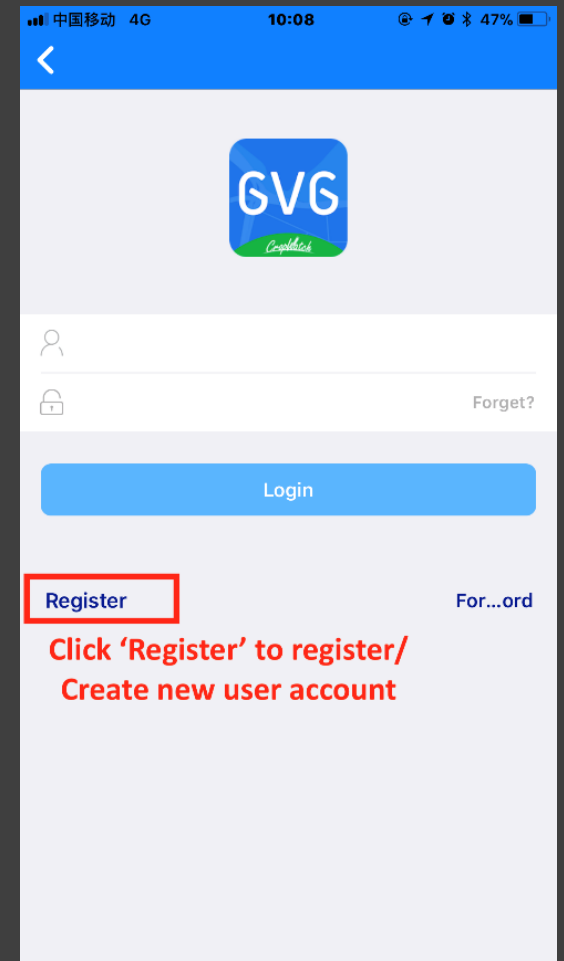 中国移动 4G 10:08 47%
GVG
CropWatch
Forget?
Login
Register For...ord
Click ‘Register’ to register/
Create new user account